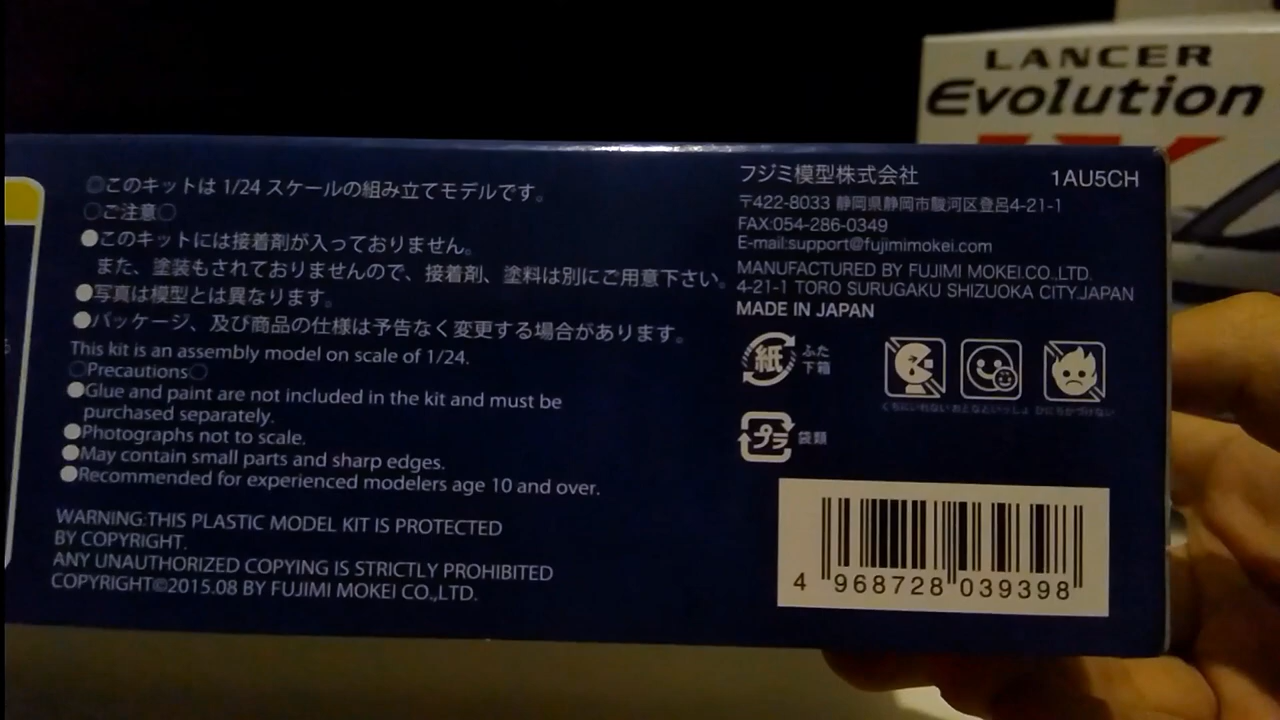 LANCER
Evolution
○このキットは 1/24 スケールの組み立てモデルです。
○ご注意○
●このキットには接着剤が入っておりません。
また、塗装もされておりませんので、接着剤、塗料は別にご用意下さい。
●写真は模型とは異なります。
●パッケージ、及び商品の仕様は予告なく変更する場合があります。
This kit is an assembly model on scale of 1/24.
○Precautions○
●Glue and paint are not included in the kit and must be
purchased separately.
●Photographs not to scale.
●May contain small parts and sharp edges.
●Recommended for experienced modelers age 10 and over.
WARNING:THIS PLASTIC MODEL KIT IS PROTECTED
BY COPYRIGHT.
ANY UNAUTHORIZED COPYING IS STRICTLY PROHIBITED
COPYRIGHT©2015.08 BY FUJIMI MOKEI CO.,LTD.
フジミ模型株式会社 1AU5CH
〒422-8033 静岡県静岡市駿河区登呂4-21-1
FAX:054-286-0349
E-mail:support@fujimimokei.com
MANUFACTURED BY FUJIMI MOKEI.CO.,LTD.
4-21-1 TORO SURUGAKU SHIZUOKA CITY.JAPAN
MADE IN JAPAN
紙 ふた
下箱
くちにいれない おとなといっしょ ひにちかづけない
プラ 袋類
4 968728 039398